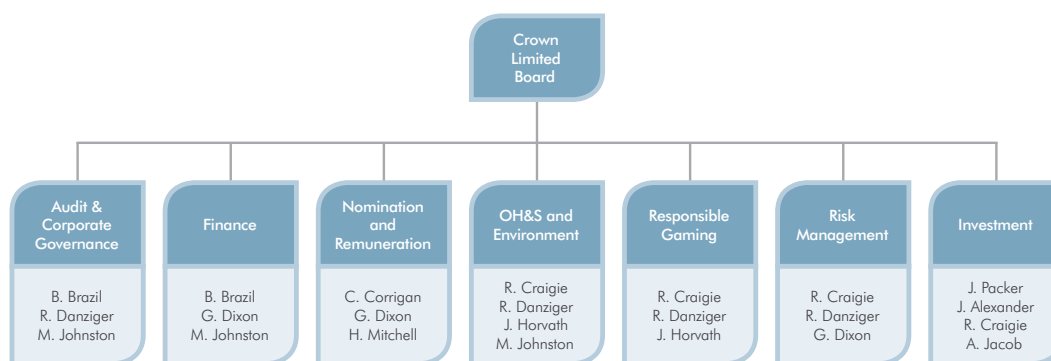 Crown
Limited
Board
Audit &
Corporate
Governance
B. Brazil
R. Danziger
M. Johnston
Finance
B. Brazil
G. Dixon
M. Johnston
Nomination
and
Remuneration
C. Corrigan
G. Dixon
H. Mitchell
OH&S and
Environment
R. Craigie
R. Danziger
J. Horvath
M. Johnston
Responsible
Gaming
R. Craigie
R. Danziger
J. Horvath
Risk
Management
R. Craigie
R. Danziger
G. Dixon
Investment
J. Packer
J. Alexander
R. Craigie
A. Jacob